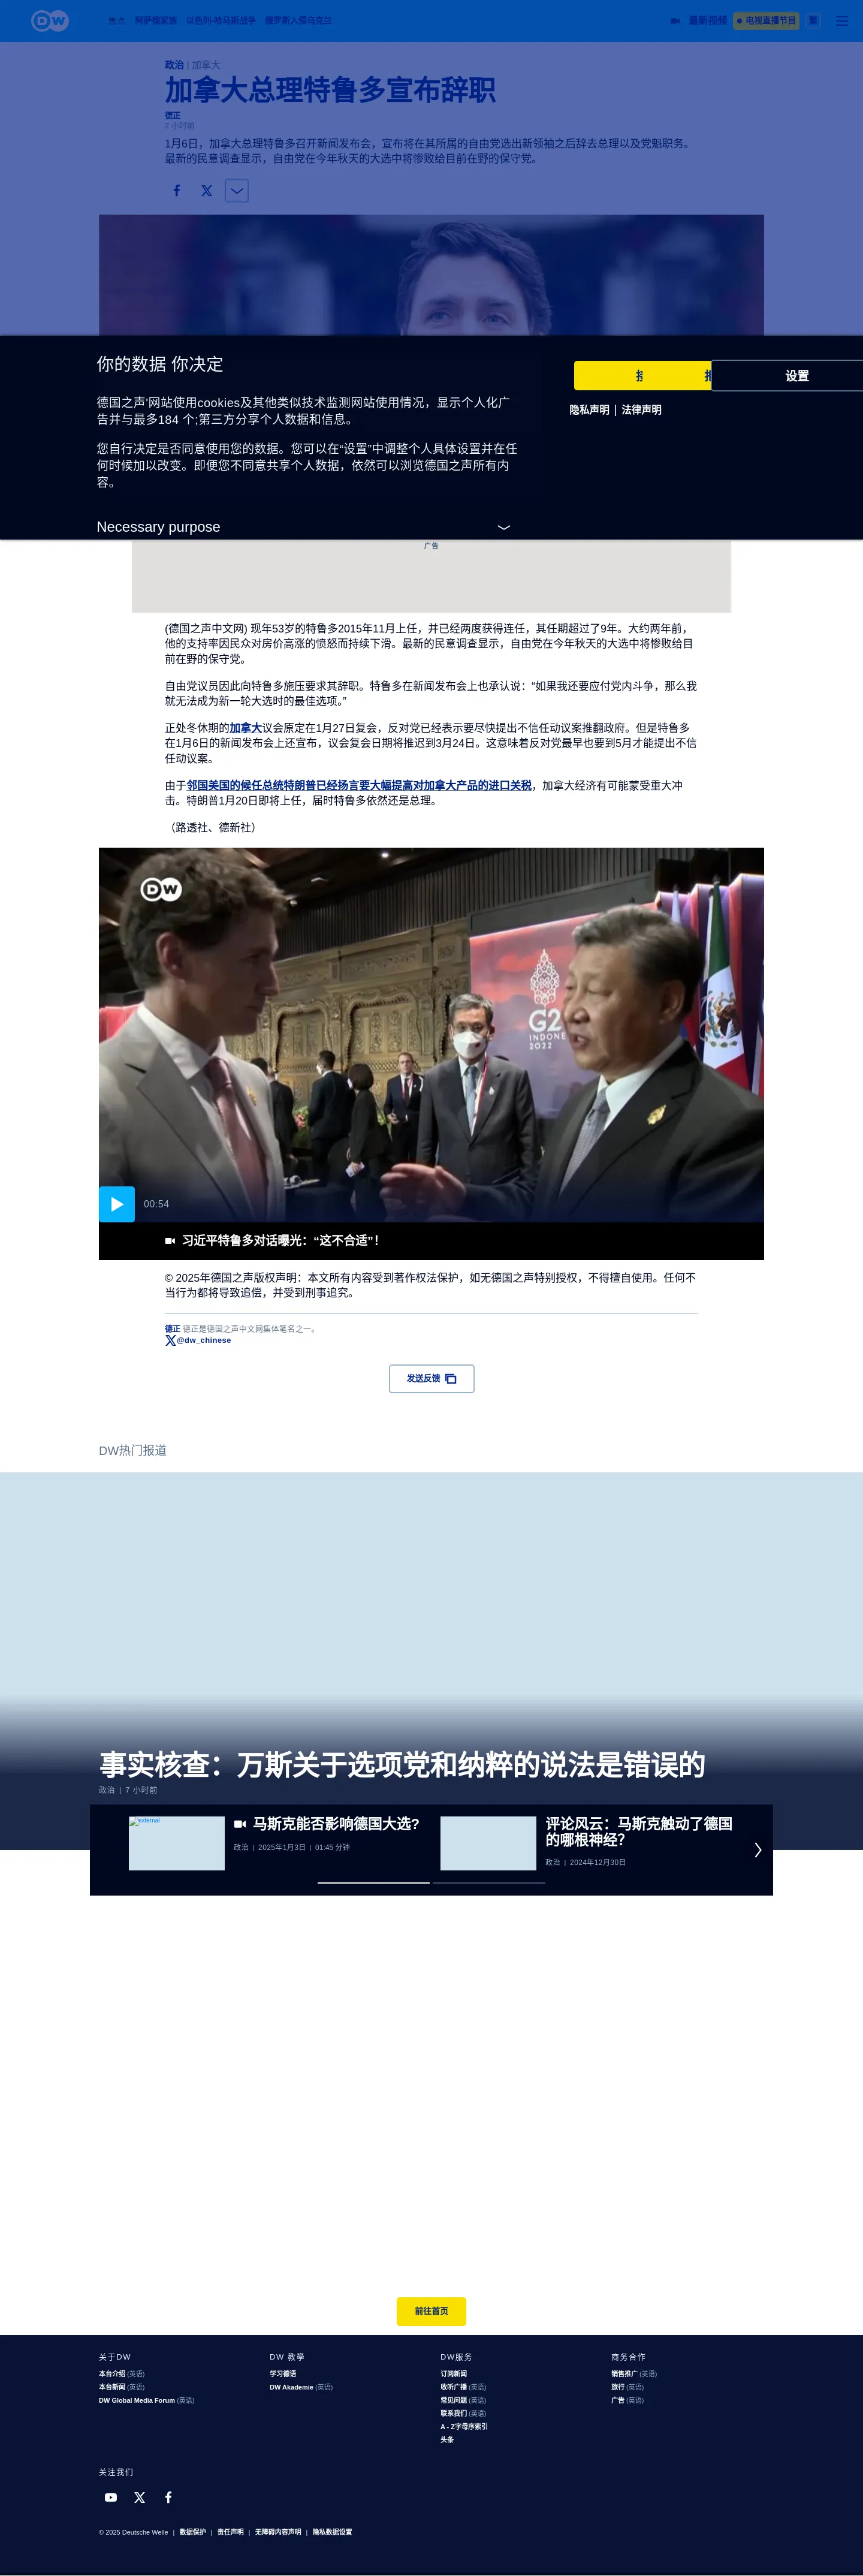 DW
焦点 阿萨德家族 以色列-哈马斯战争 俄罗斯入侵乌克兰
最新视频 电视直播节目 繁
政治 | 加拿大
加拿大总理特鲁多宣布辞职
德正
2 小时前
1月6日，加拿大总理特鲁多召开新闻发布会，宣布将在其所属的自由党选出新领袖之后辞去总理以及党魁职务。
最新的民意调查显示，自由党在今年秋天的大选中将惨败给目前在野的保守党。
你的数据 你决定
德国之声'网站使用cookies及其他类似技术监测网站使用情况，显示个人化广
告并与最多184 个;第三方分享个人数据和信息。
您自行决定是否同意使用您的数据。您可以在“设置”中调整个人具体设置并在任
何时候加以改变。即便您不同意共享个人数据，依然可以浏览德国之声所有内
容。
Necessary purpose
设置
隐私声明 | 法律声明
广告
(德国之声中文网) 现年53岁的特鲁多2015年11月上任，并已经两度获得连任，其任期超过了9年。大约两年前，
他的支持率因民众对房价高涨的愤怒而持续下滑。最新的民意调查显示，自由党在今年秋天的大选中将惨败给目
前在野的保守党。
自由党议员因此向特鲁多施压要求其辞职。特鲁多在新闻发布会上也承认说：“如果我还要应付党内斗争，那么我
就无法成为新一轮大选时的最佳选项。”
正处冬休期的加拿大议会原定在1月27日复会，反对党已经表示要尽快提出不信任动议案推翻政府。但是特鲁多
在1月6日的新闻发布会上还宣布，议会复会日期将推迟到3月24日。这意味着反对党最早也要到5月才能提出不信
任动议案。
由于邻国美国的候任总统特朗普已经扬言要大幅提高对加拿大产品的进口关税，加拿大经济有可能蒙受重大冲
击。特朗普1月20日即将上任，届时特鲁多依然还是总理。
（路透社、德新社）
DW
G2
INDONE
2022
00:54
习近平特鲁多对话曝光：“这不合适”！
© 2025年德国之声版权声明：本文所有内容受到著作权法保护，如无德国之声特别授权，不得擅自使用。任何不
当行为都将导致追偿，并受到刑事追究。
德正 德正是德国之声中文网集体笔名之一。
@dw_chinese
发送反馈
DW热门报道
事实核查：万斯关于选项党和纳粹的说法是错误的
政治 | 7 小时前
external
马斯克能否影响德国大选?
政治 | 2025年1月3日 | 01:45 分钟
评论风云：马斯克触动了德国
的哪根神经？
政治 | 2024年12月30日
前往首页
关于DW
本台介绍 (英语)
本台新闻 (英语)
DW Global Media Forum (英语)
DW 教學
学习德语
DW Akademie (英语)
DW服务
订阅新闻
收听广播 (英语)
常见问题 (英语)
联系我们 (英语)
A - Z字母序索引
头条
商务合作
销售推广 (英语)
旅行 (英语)
广告 (英语)
关注我们
© 2025 Deutsche Welle | 数据保护 | 责任声明 | 无障碍内容声明 | 隐私数据设置